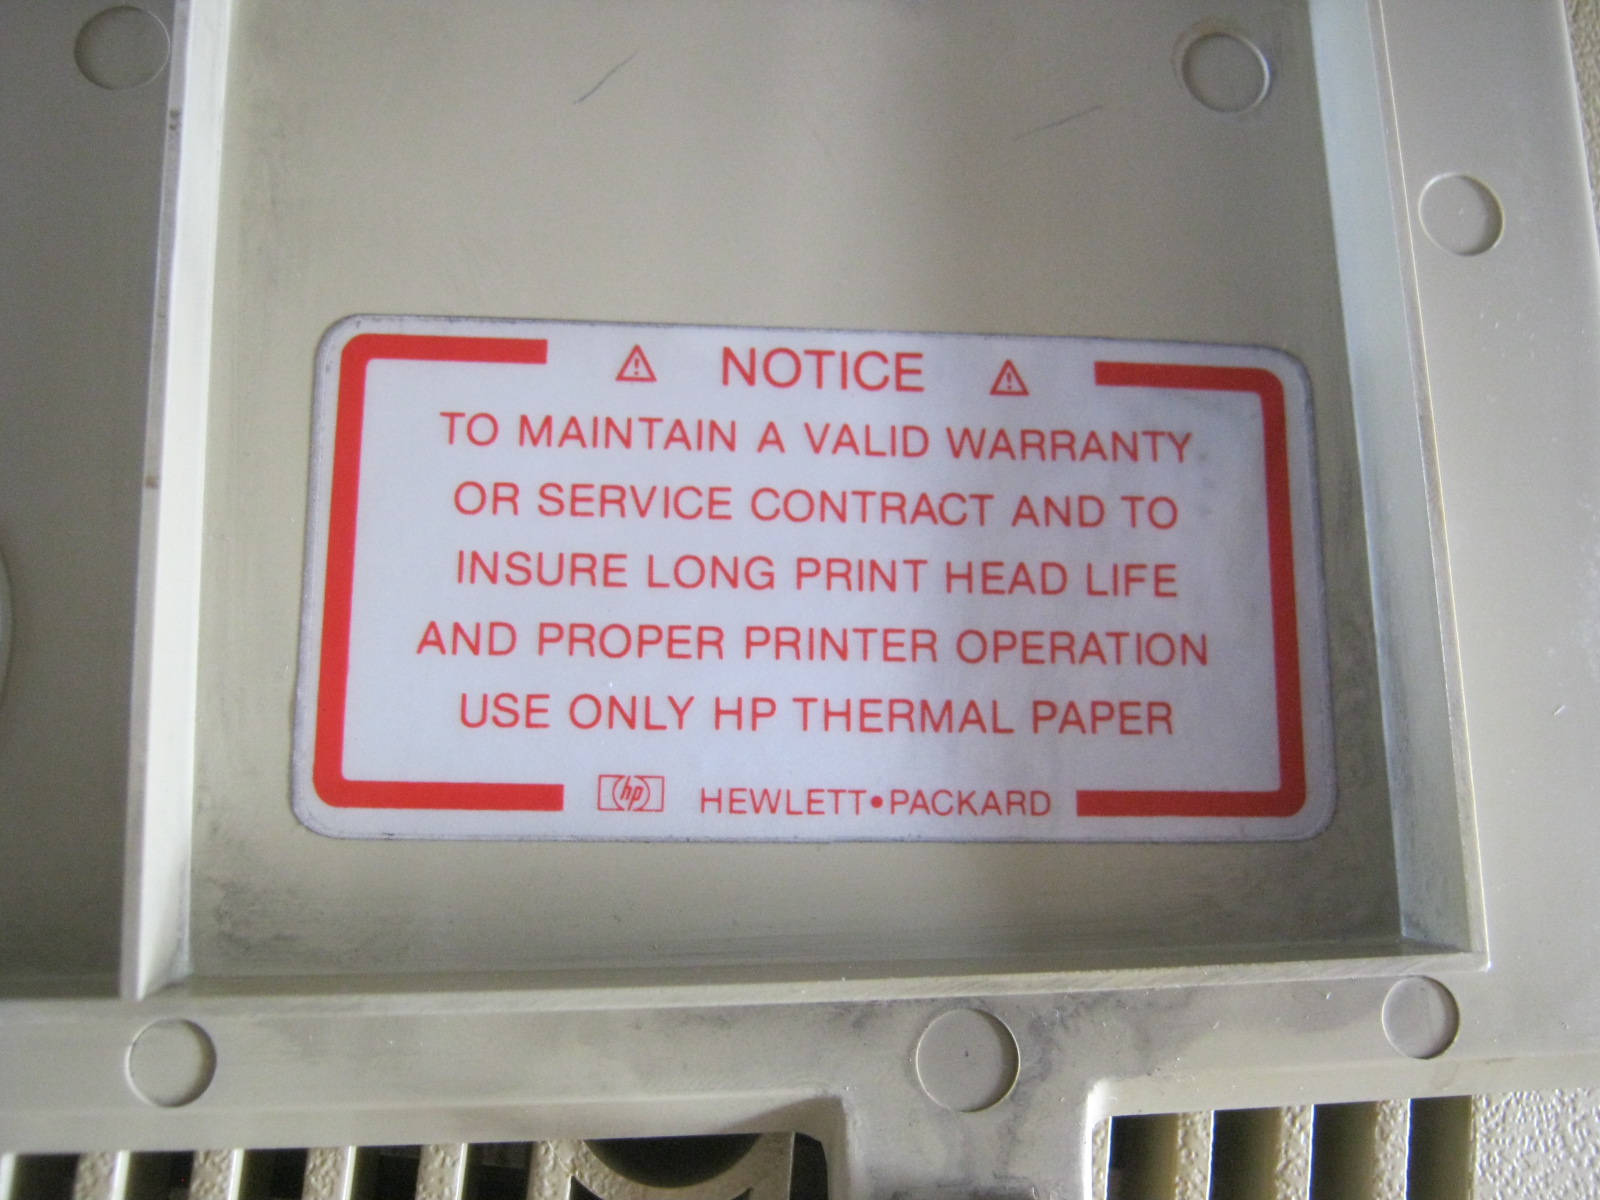 NOTICE
TO MAINTAIN A VALID WARRANTY
OR SERVICE CONTRACT AND TO
INSURE LONG PRINT HEAD LIFE
AND PROPER PRINTER OPERATION
USE ONLY HP THERMAL PAPER
hp HEWLETT•PACKARD